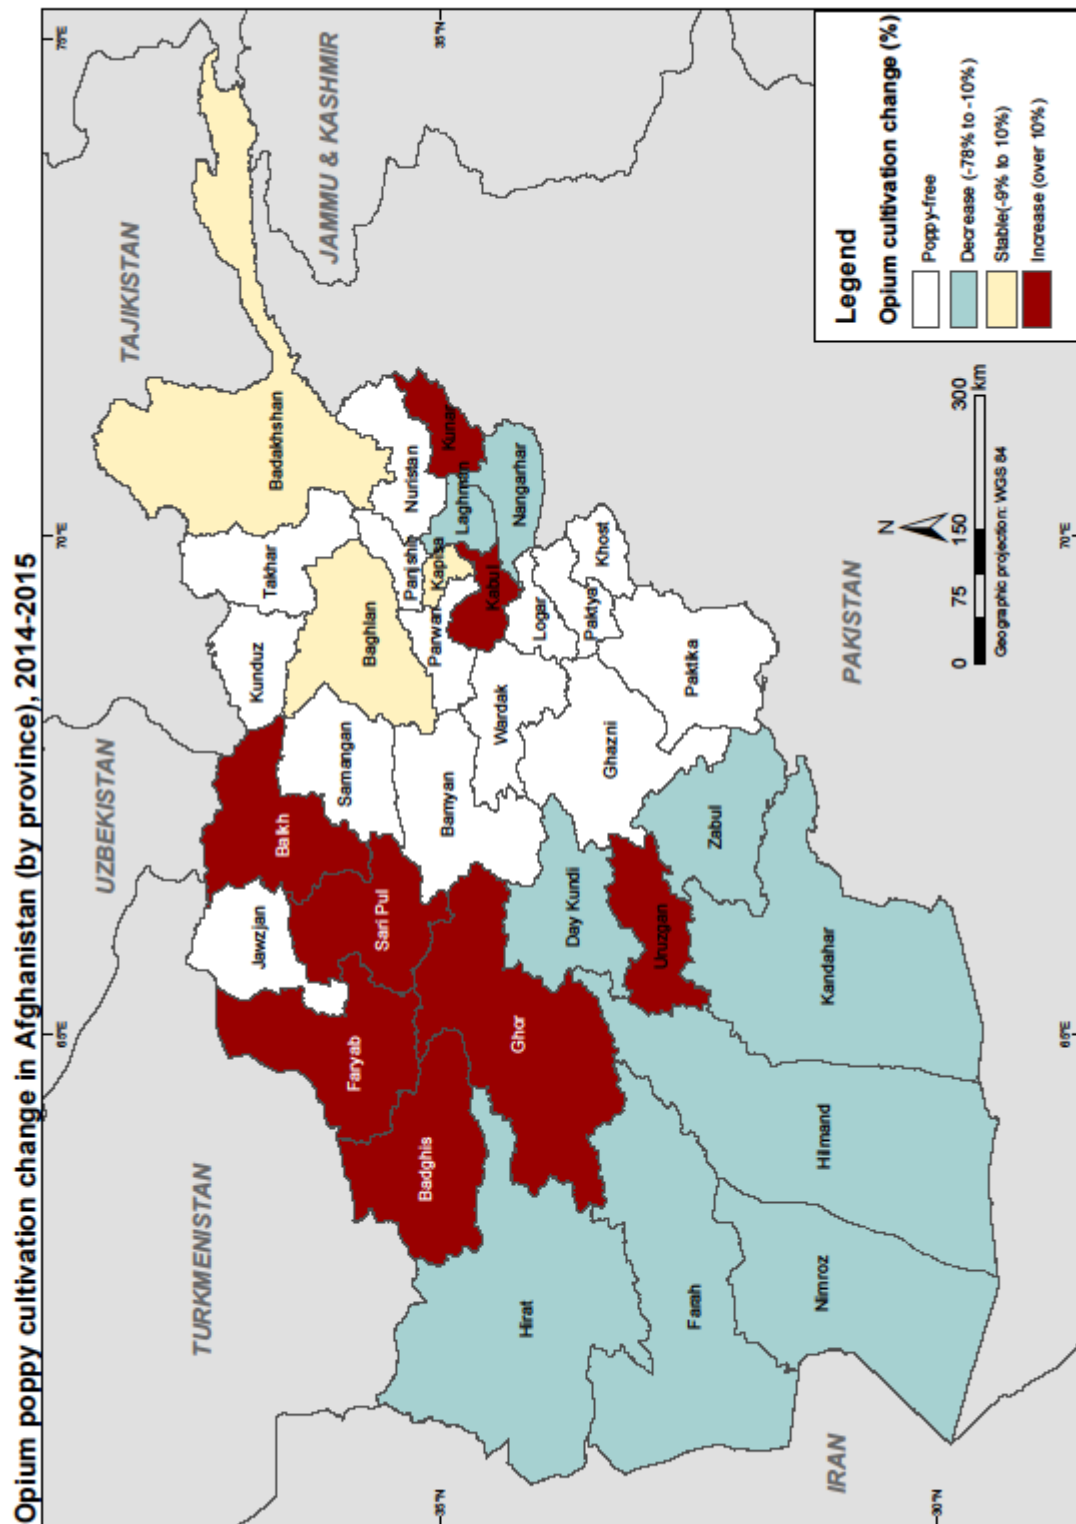 Opium poppy cultivation change in Afghanistan (by province), 2014-2015
65°E
70°E
75°E
UZBEKISTAN
TAJIKISTAN
TURKMENISTAN
JAMMU & KASHMIR
35°N
35°N
Jawzjan
Balkh
Kunduz
Takhar
Badakhshan
Faryab
Sari Pul
Samangan
Baghlan
Badghis
Bamyan
Parwan
Panjshir
Kapisa
Nuristan
Kunar
Laghman
Hirat
Ghor
Day Kundi
Wardak
Kabul
Logar
Nangarhar
Uruzgan
Ghazni
Paktya
Khost
Farah
Zabul
Paktika
Nimroz
Hilmand
Kandahar
IRAN
PAKISTAN
30°N
65°E
70°E
N
0 75 150 300
km
Geographic projection: WGS 84
Legend
Opium cultivation change (%)
Poppy-free
Decrease (-78% to -10%)
Stable(-9% to 10%)
Increase (over 10%)